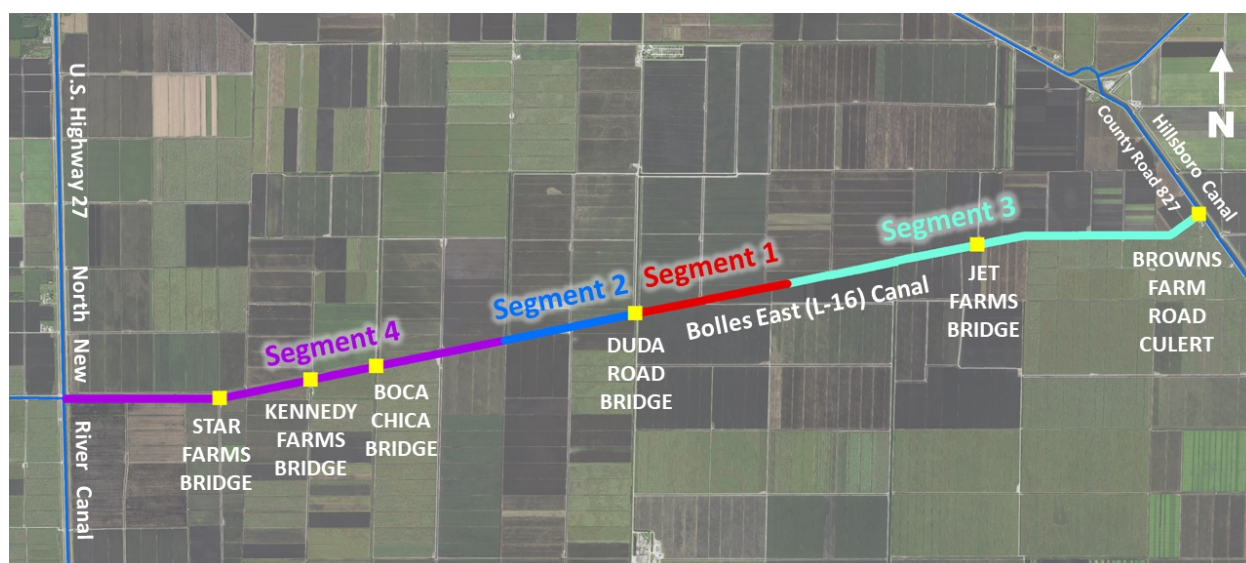 U.S. Highway 27
North New River Canal
Segment 4
Segment 2
Segment 1
Segment 3
Bolles East (L-16) Canal
County Road 827
Hillsboro Canal
N
STAR
FARMS
BRIDGE
KENNEDY
FARMS
BRIDGE
BOCA
CHICA
BRIDGE
DUDA
ROAD
BRIDGE
JET
FARMS
BRIDGE
BROWNS
FARM
ROAD
CULERT